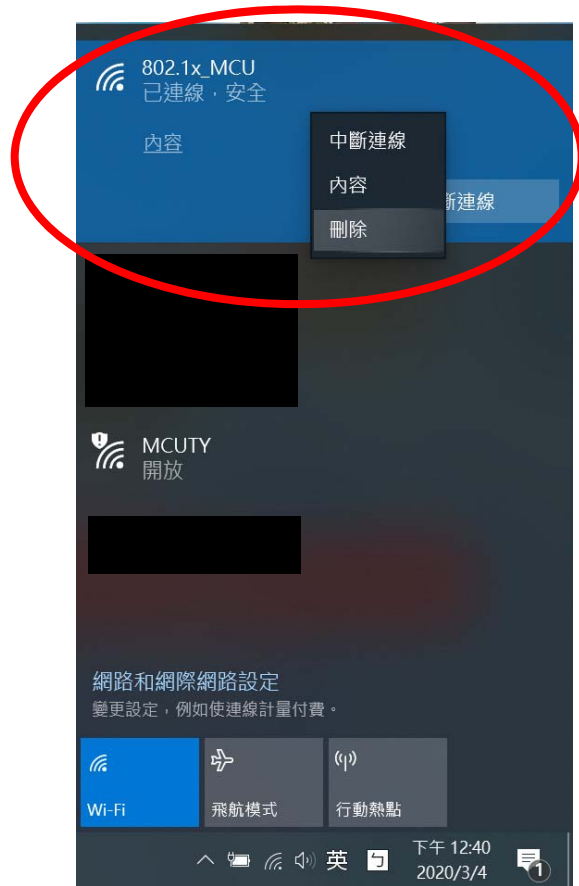 802.1x_MCU
已連線，安全
內容
中斷連線
內容
刪除
斷連線
MCUTY
開放
網路和網際網路設定
變更設定，例如使連線計量付費。
Wi-Fi
飛航模式
行動熱點
英
ㄅ
下午 12:40
2020/3/4
1